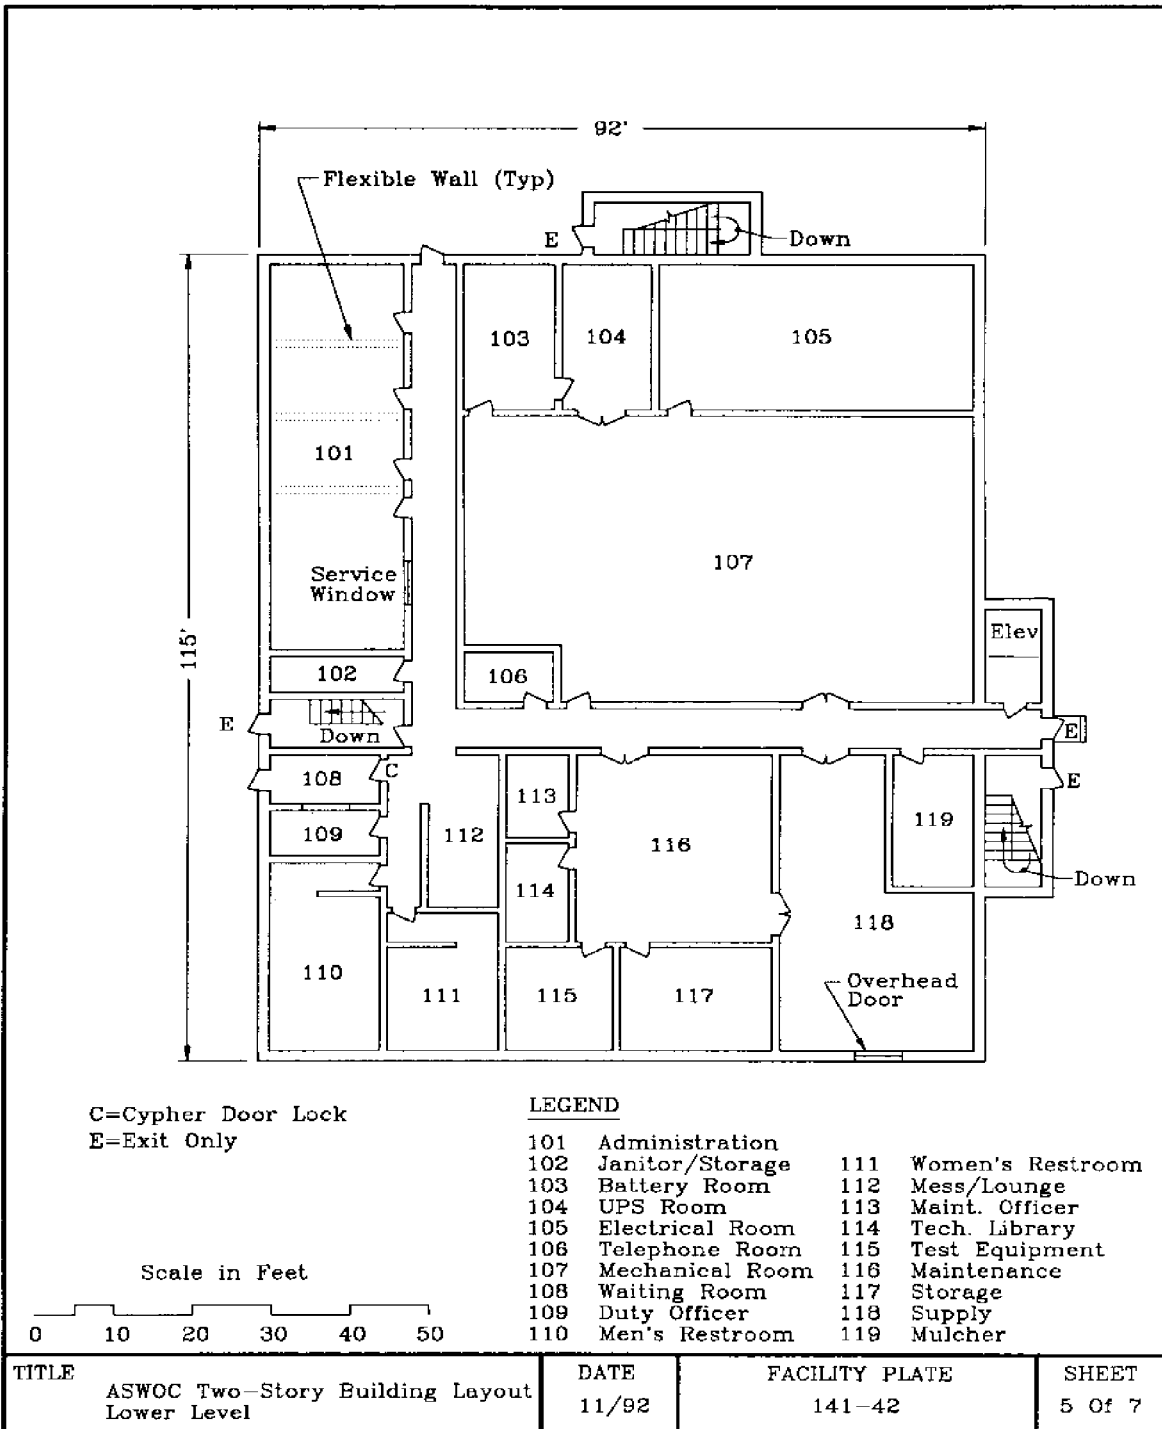 92'
Flexible Wall (Typ)
E
Down
103
104
105
101
107
Service
Window
115'
Elev
102
106
E
Down
E
108
C
E
113
109
112
119
116
114
Down
118
110
111
115
117
Overhead
Door
C=Cypher Door Lock
E=Exit Only
LEGEND
101 Administration
102 Janitor/Storage
103 Battery Room
104 UPS Room
105 Electrical Room
106 Telephone Room
107 Mechanical Room
108 Waiting Room
109 Duty Officer
110 Men's Restroom
111 Women's Restroom
112 Mess/Lounge
113 Maint. Officer
114 Tech. Library
115 Test Equipment
116 Maintenance
117 Storage
118 Supply
119 Mulcher
Scale in Feet
0 10 20 30 40 50
TITLE
ASWOC Two-Story Building Layout
Lower Level
DATE
11/92
FACILITY PLATE
141-42
SHEET
5 Of 7